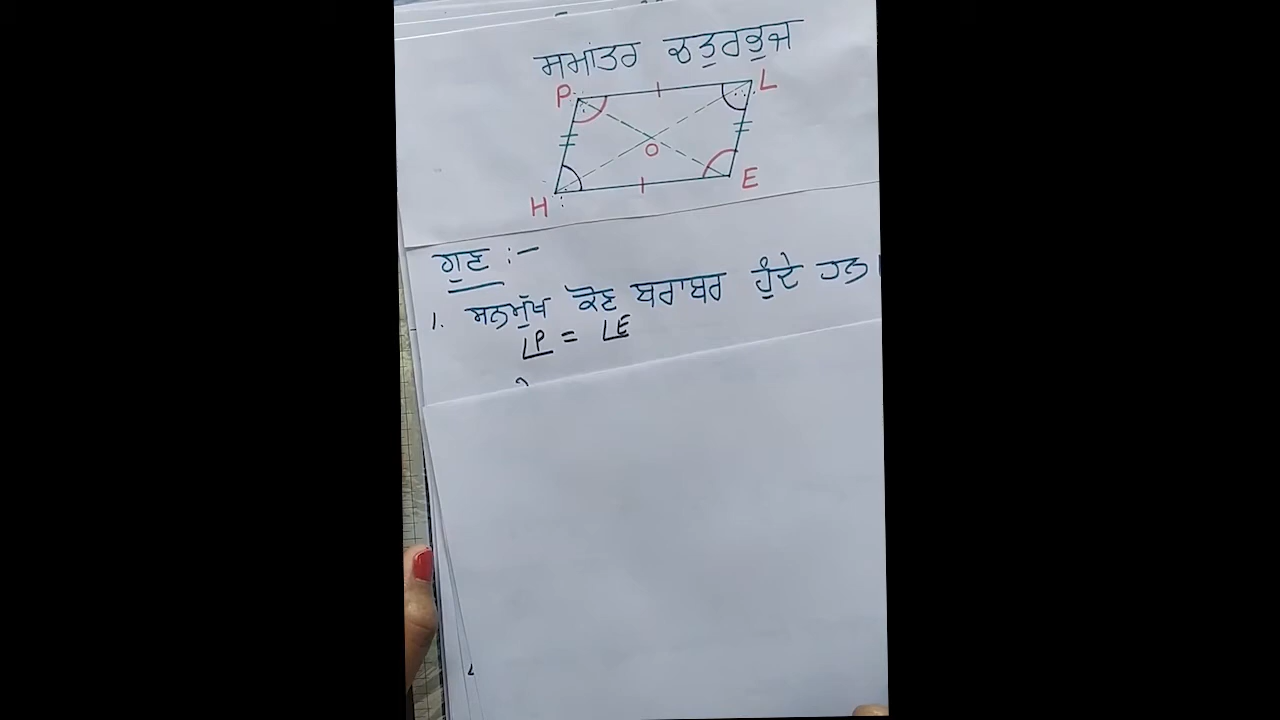 ਸਮਾਂਤਰ ਚਤੁਰਭੁਜ
P L
O
H E
ਗੁਣ :-
1. ਸਨਮੁੱਖ ਕੋਣ ਬਰਾਬਰ ਹੁੰਦੇ ਹਨ।
∠P = ∠E